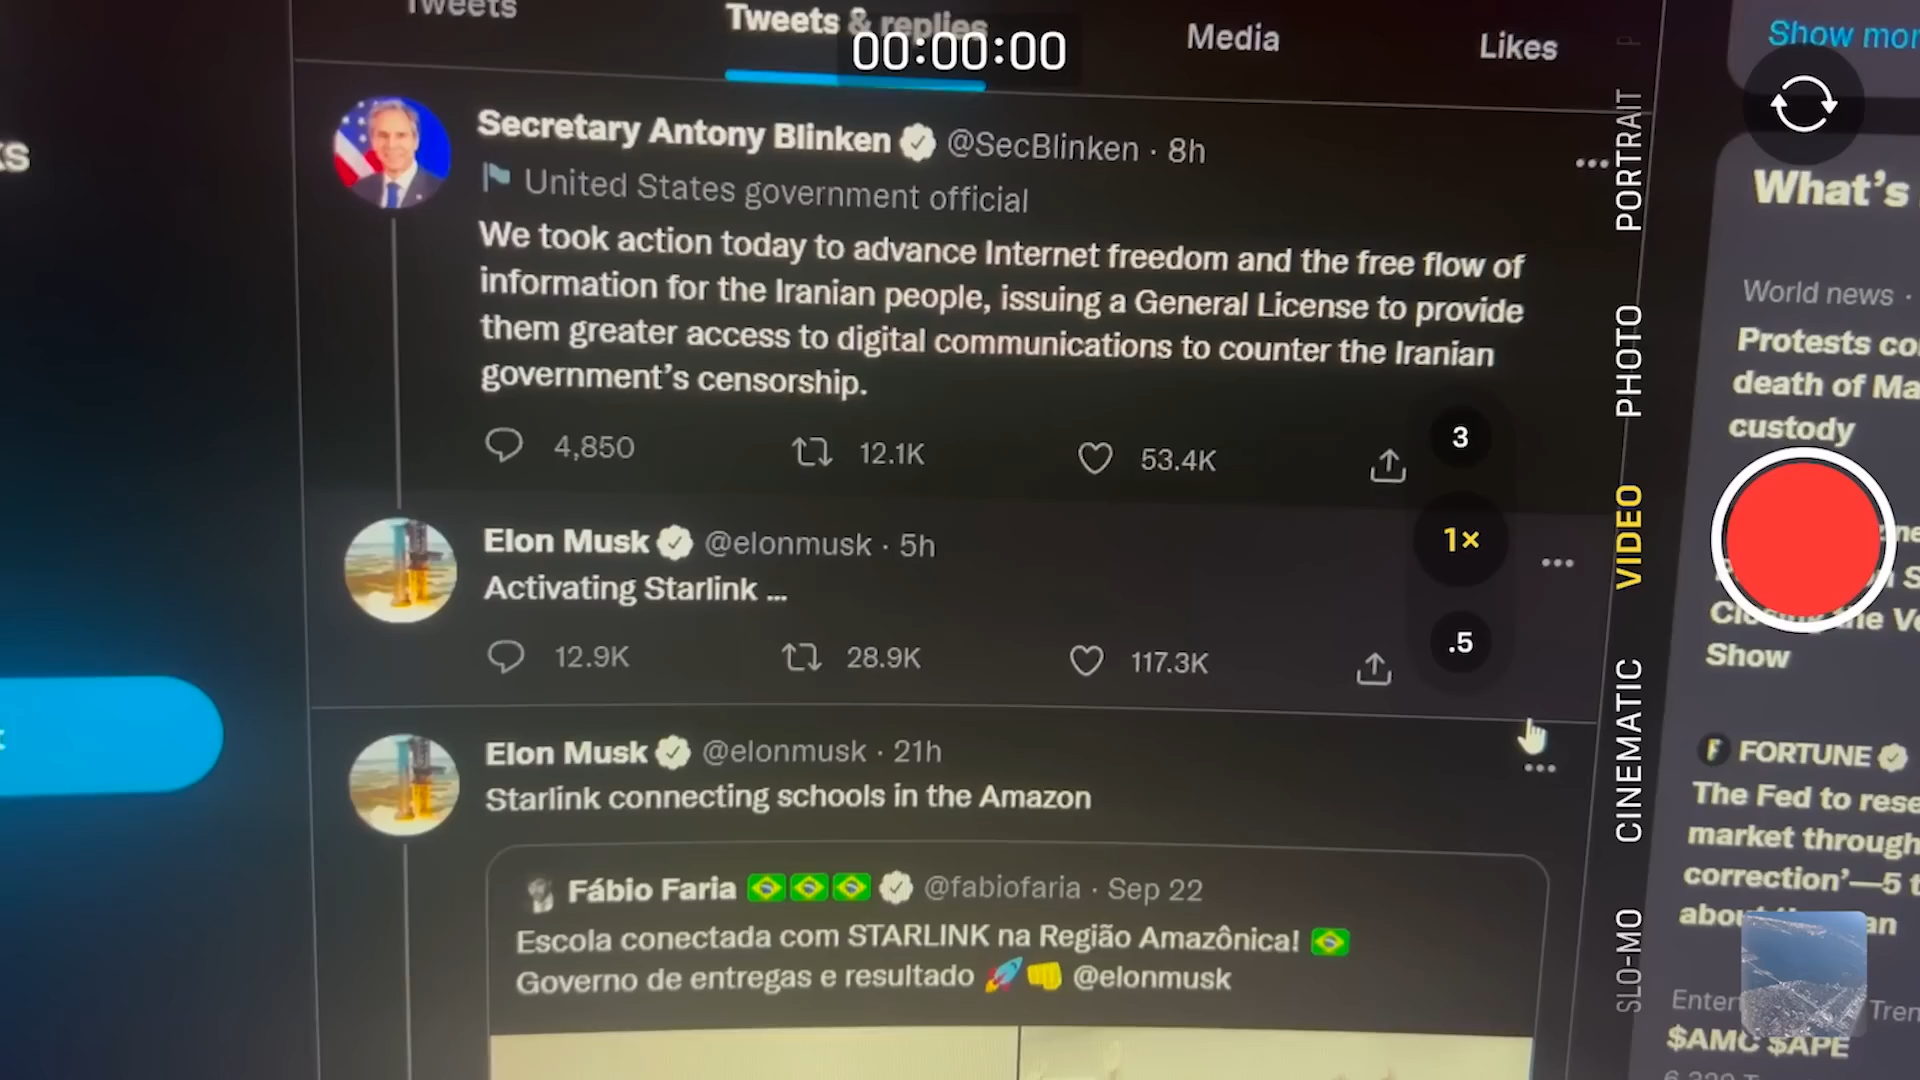 Tweets
Tweets & replies
Media
Likes
00:00:00
Show mor
Secretary Antony Blinken @SecBlinken · 8h
United States government official
We took action today to advance Internet freedom and the free flow of
information for the Iranian people, issuing a General License to provide
them greater access to digital communications to counter the Iranian
government's censorship.
4,850
12.1K
53.4K
Elon Musk @elonmusk · 5h
Activating Starlink ...
12.9K
28.9K
117.3K
Elon Musk @elonmusk · 21h
Starlink connecting schools in the Amazon
Fábio Faria 🇧🇷🇧🇷🇧🇷 @fabiofaria · Sep 22
Escola conectada com STARLINK na Região Amazônica! 🇧🇷
Governo de entregas e resultado 🚀👊 @elonmusk
3
1×
.5
PORTRAIT
PHOTO
VIDEO
CINEMATIC
SLO-MO
What's
World news ·
Protests co
death of Ma
custody
the Ve
Show
FORTUNE
The Fed to rese
market through
correction'—5 t
$AMC $APE